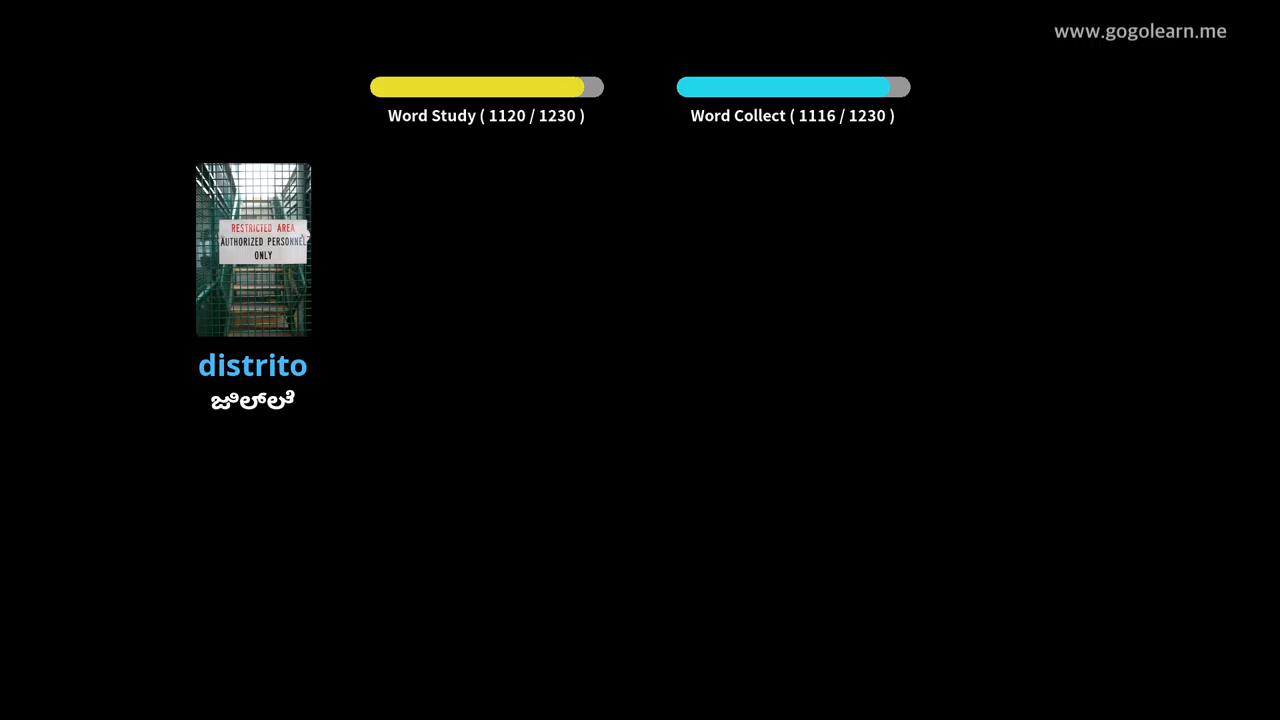 www.gogolearn.me
Word Study ( 1120 / 1230 )
Word Collect ( 1116 / 1230 )
RESTRICTED AREA
AUTHORIZED PERSONNEL
ONLY
distrito
ಜಿಲ್ಲೆ